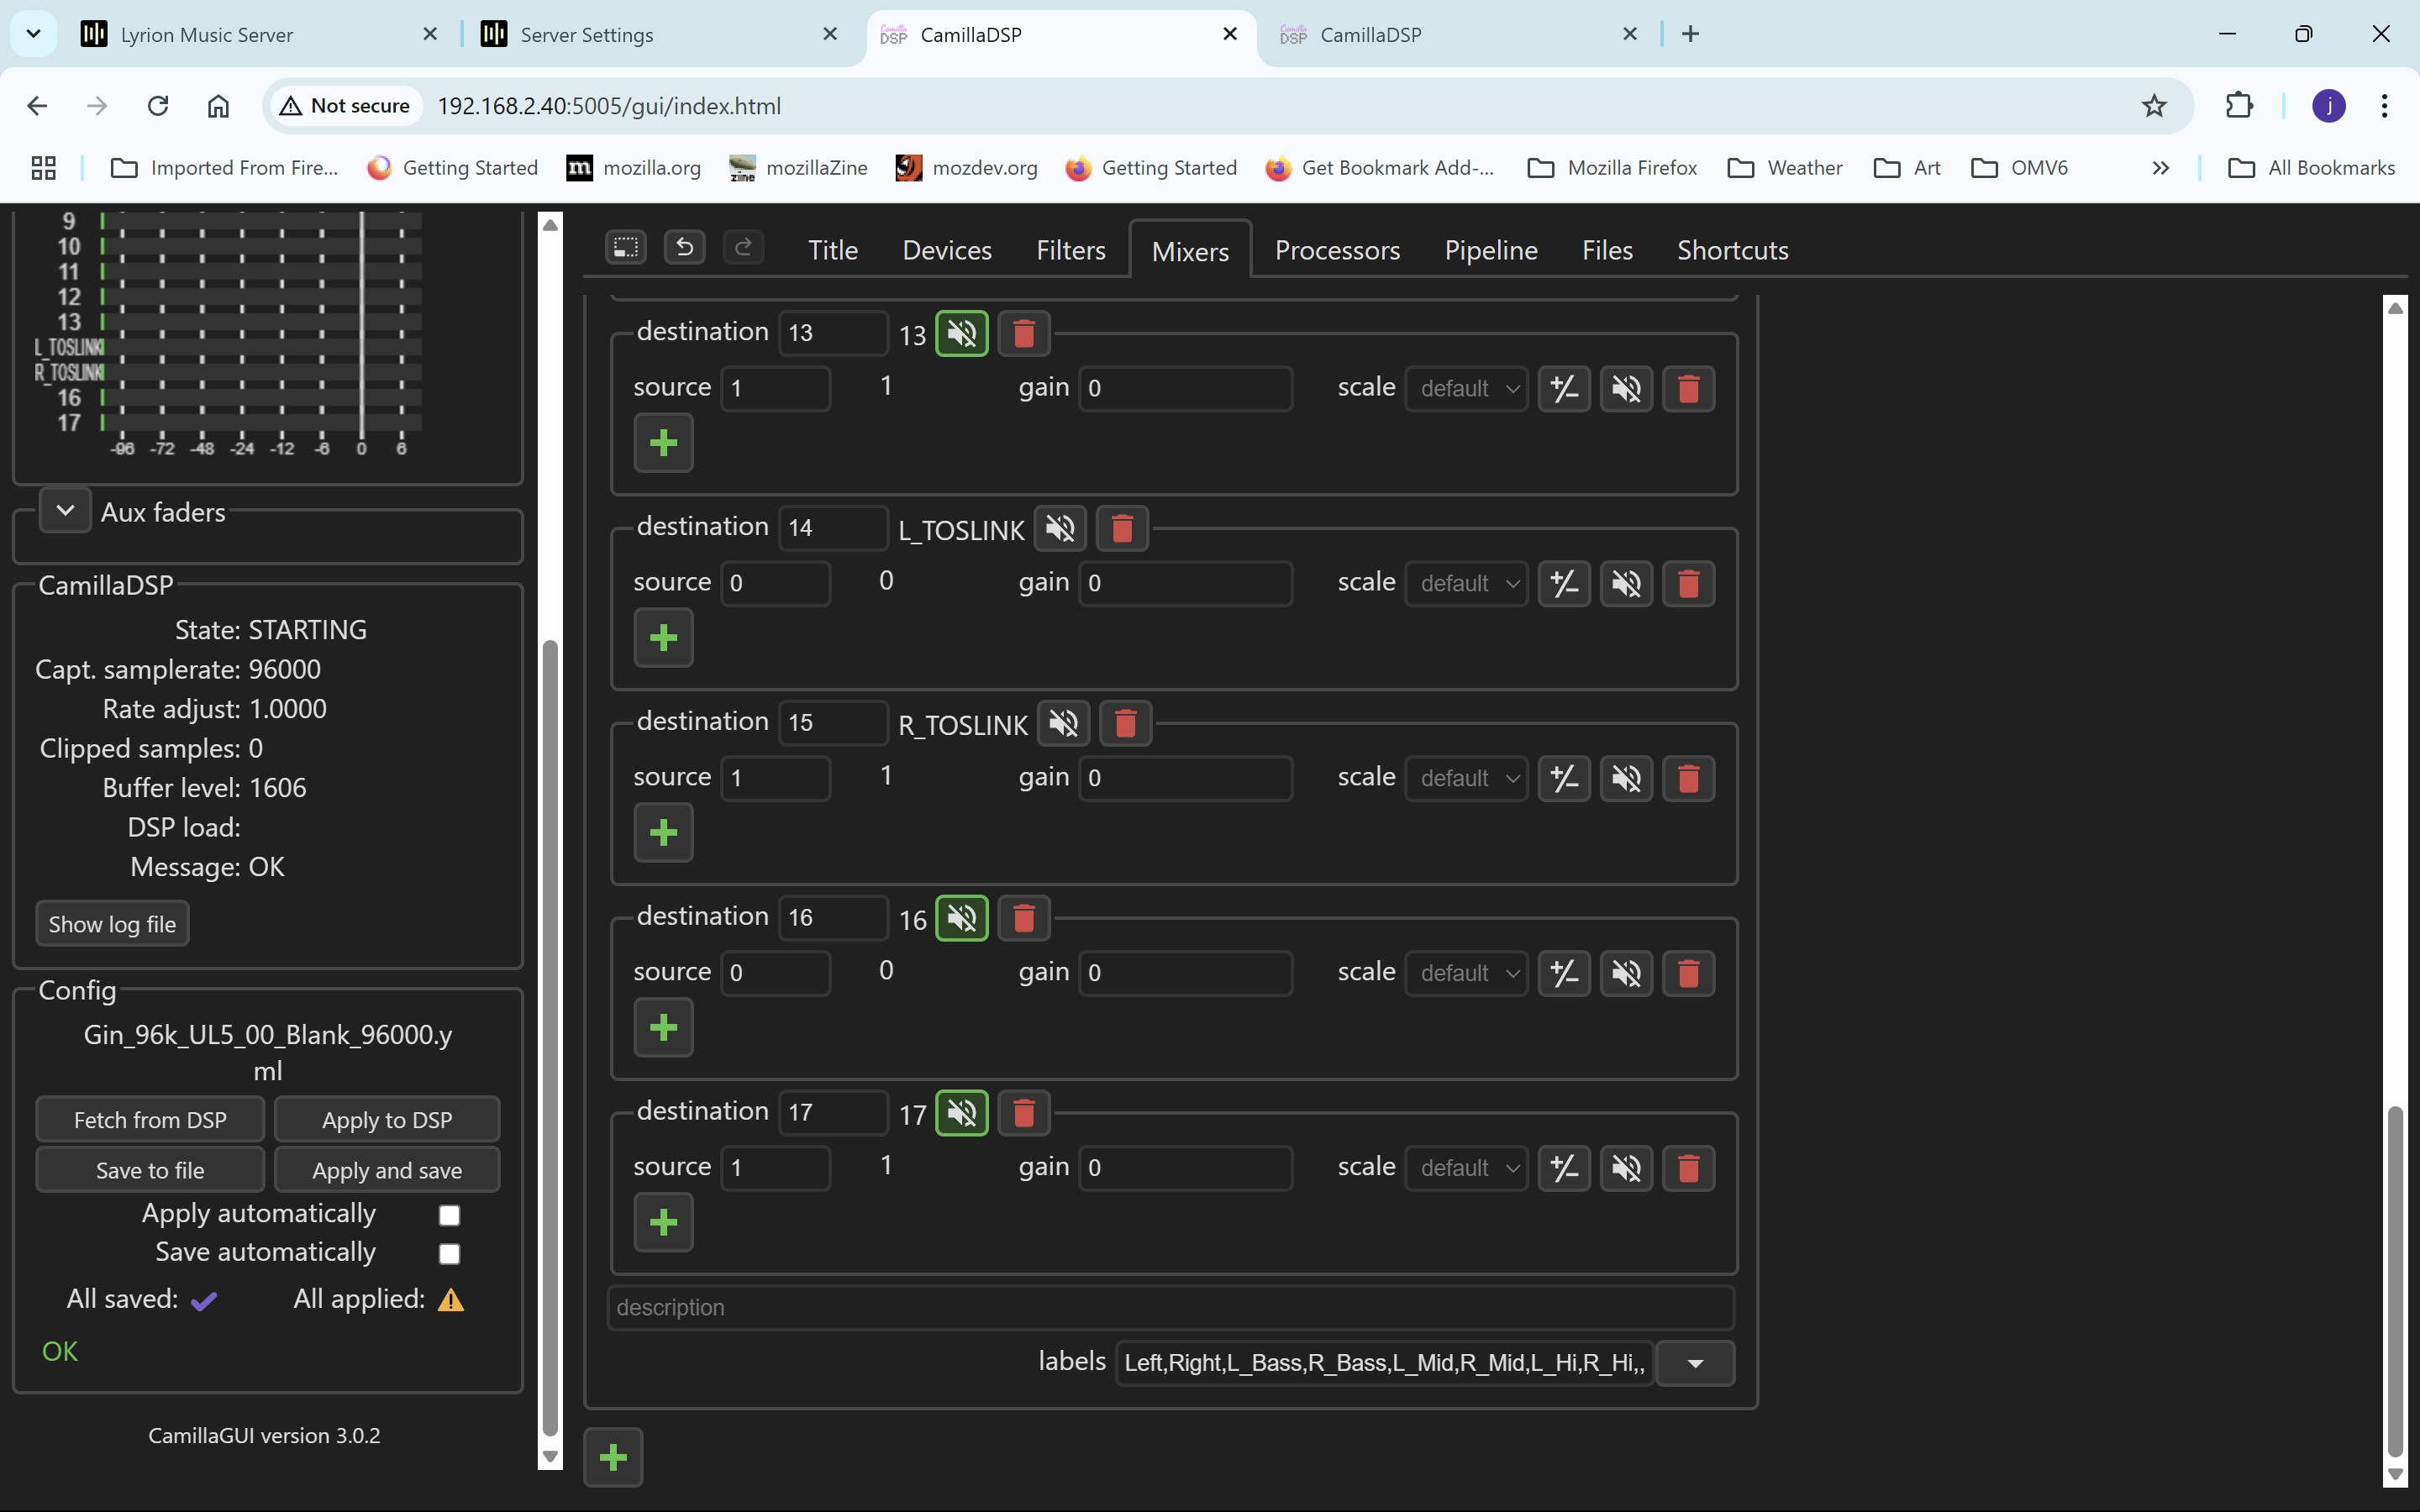 Lyrion Music Server
Server Settings
CamillaDSP
CamillaDSP
Not secure
192.168.2.40:5005/gui/index.html
j
Imported From Fire...
Getting Started
m mozilla.org
mozillaZine
mozdev.org
Getting Started
Get Bookmark Add-...
Mozilla Firefox
Weather
Art
OMV6
All Bookmarks
9
10
11
12
13
L_TOSLINK
R_TOSLINK
16
17
-96 -72 -48 -24 -12 -6 0 6
Aux faders
CamillaDSP
State: STARTING
Capt. samplerate: 96000
Rate adjust: 1.0000
Clipped samples: 0
Buffer level: 1606
DSP load:
Message: OK
Show log file
Config
Gin_96k_UL5_00_Blank_96000.y
ml
Fetch from DSP Apply to DSP
Save to file Apply and save
Apply automatically
Save automatically
All saved: All applied:
OK
CamillaGUI version 3.0.2
Title Devices Filters Mixers Processors Pipeline Files Shortcuts
destination 13 13
source 1 1 gain 0 scale default
destination 14 L_TOSLINK
source 0 0 gain 0 scale default
destination 15 R_TOSLINK
source 1 1 gain 0 scale default
destination 16 16
source 0 0 gain 0 scale default
destination 17 17
source 1 1 gain 0 scale default
description
labels Left,Right,L_Bass,R_Bass,L_Mid,R_Mid,L_Hi,R_Hi,,